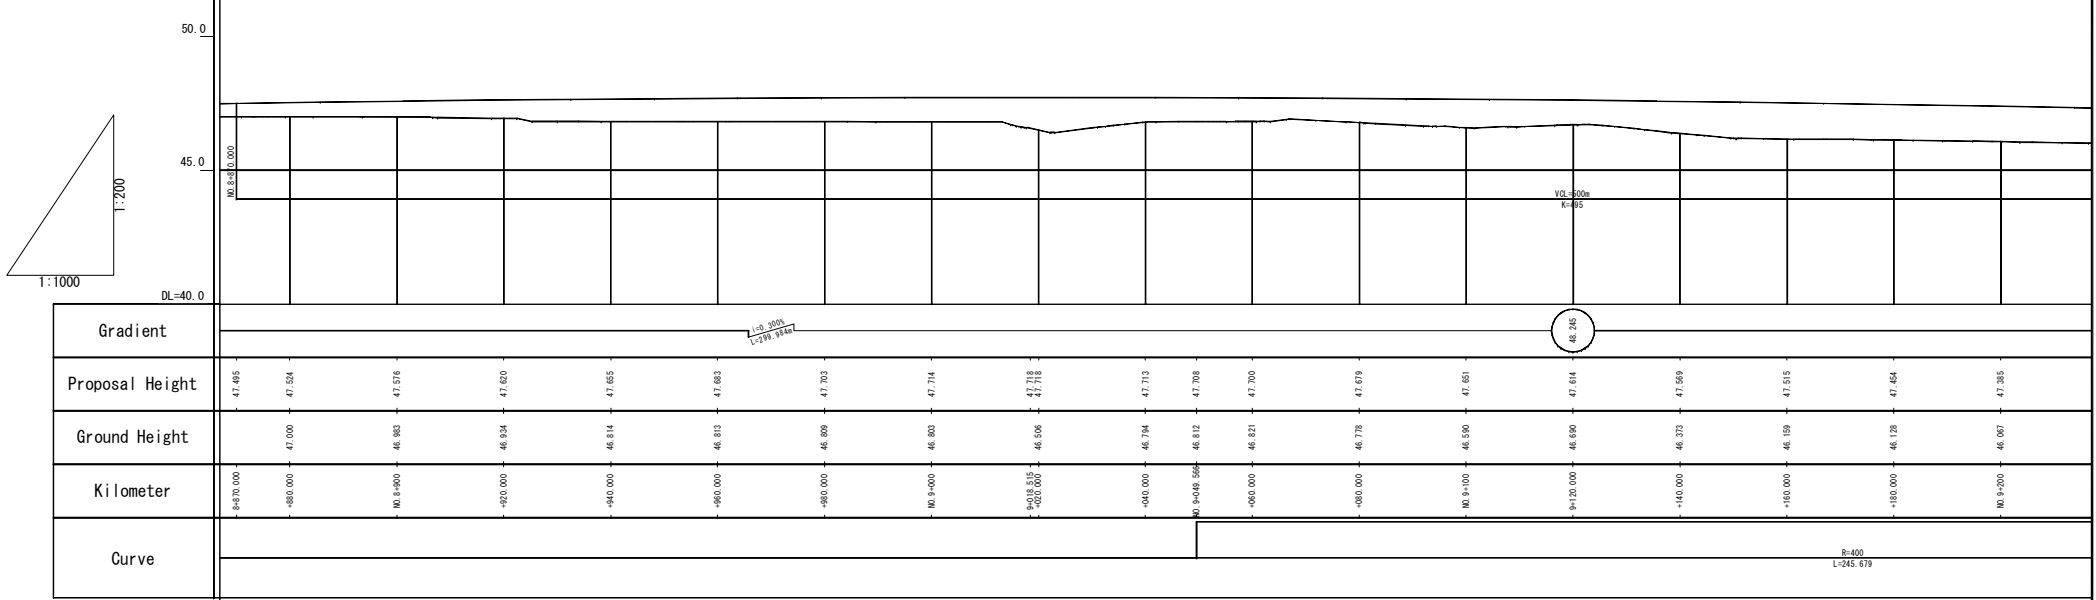 50.0
45.0
DL=40.0
1:200
1:1000
NO.8+870.000
VCL=500m
K=495
Gradient
i=0.300%
L=299.984m
48.245
Proposal Height
47.495 47.524 47.576 47.620 47.655 47.683 47.703 47.714 47.718 47.718 47.713 47.708 47.700 47.679 47.651 47.614 47.569 47.515 47.454 47.385
Ground Height
47.000 46.983 46.934 46.814 46.813 46.809 46.803 46.506 46.794 46.812 46.821 46.778 46.590 46.690 46.373 46.159 46.128 46.067
Kilometer
8+870.000 +880.000 NO.8+900 +920.000 +940.000 +960.000 +980.000 NO.9+000 9+018.515 +020.000 +040.000 NO.9+049.566 +060.000 +080.000 NO.9+100 9+120.000 +140.000 +160.000 +180.000 NO.9+200
Curve
R=400
L=245.679